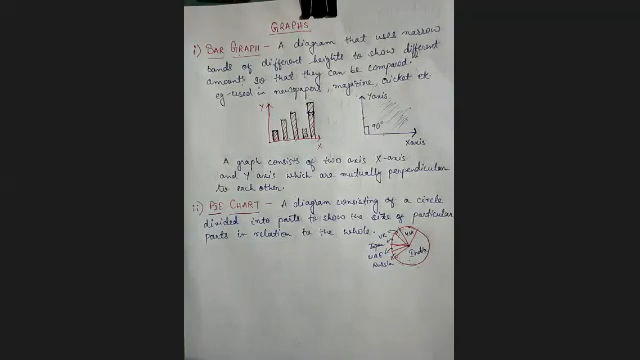 GRAPHS
i) BAR GRAPH - A diagram that uses narrow
bands of different heights to show different
amounts so that they can be compared.
eg used in newspapers, magazine, cricket etc.
Y
X
Y axis
90°
X axis
A graph consists of two axis X-axis
and Y axis which are mutually perpendicular
to each other.
ii) PIE CHART - A diagram consisting of a circle
divided into parts to show the size of particular
parts in relation to the whole.
UK
USA
Japan
UAE
Russia
India